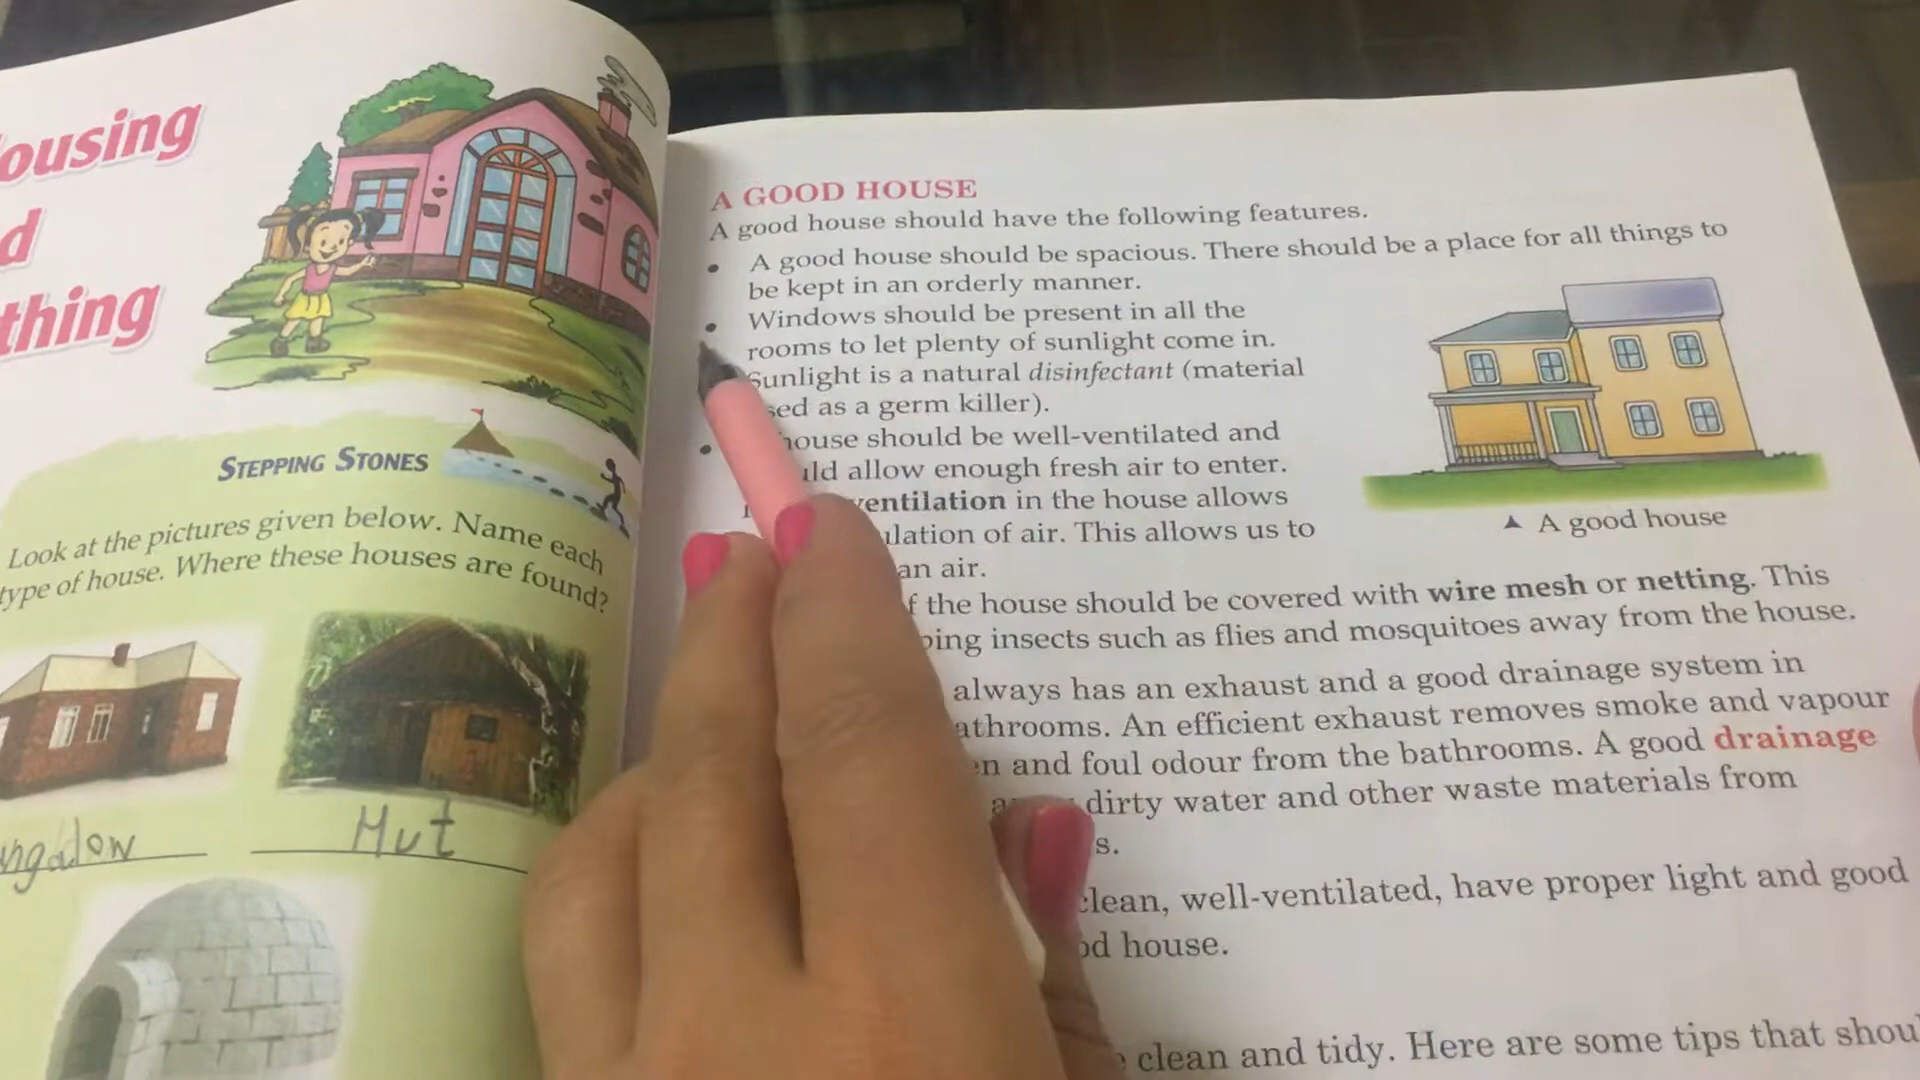 ousing
d
thing
STEPPING STONES
Look at the pictures given below. Name each
type of house. Where these houses are found?
ngalow
Hut
A GOOD HOUSE
A good house should have the following features.
• A good house should be spacious. There should be a place for all things to
be kept in an orderly manner.
• Windows should be present in all the
rooms to let plenty of sunlight come in.
Sunlight is a natural disinfectant (material
sed as a germ killer).
• house should be well-ventilated and
uld allow enough fresh air to enter.
ventilation in the house allows
ulation of air. This allows us to
an air.
▲ A good house
f the house should be covered with wire mesh or netting. This
ping insects such as flies and mosquitoes away from the house.
always has an exhaust and a good drainage system in
athrooms. An efficient exhaust removes smoke and vapour
en and foul odour from the bathrooms. A good drainage
dirty water and other waste materials from
s.
clean, well-ventilated, have proper light and good
od house.
clean and tidy. Here are some tips that shou